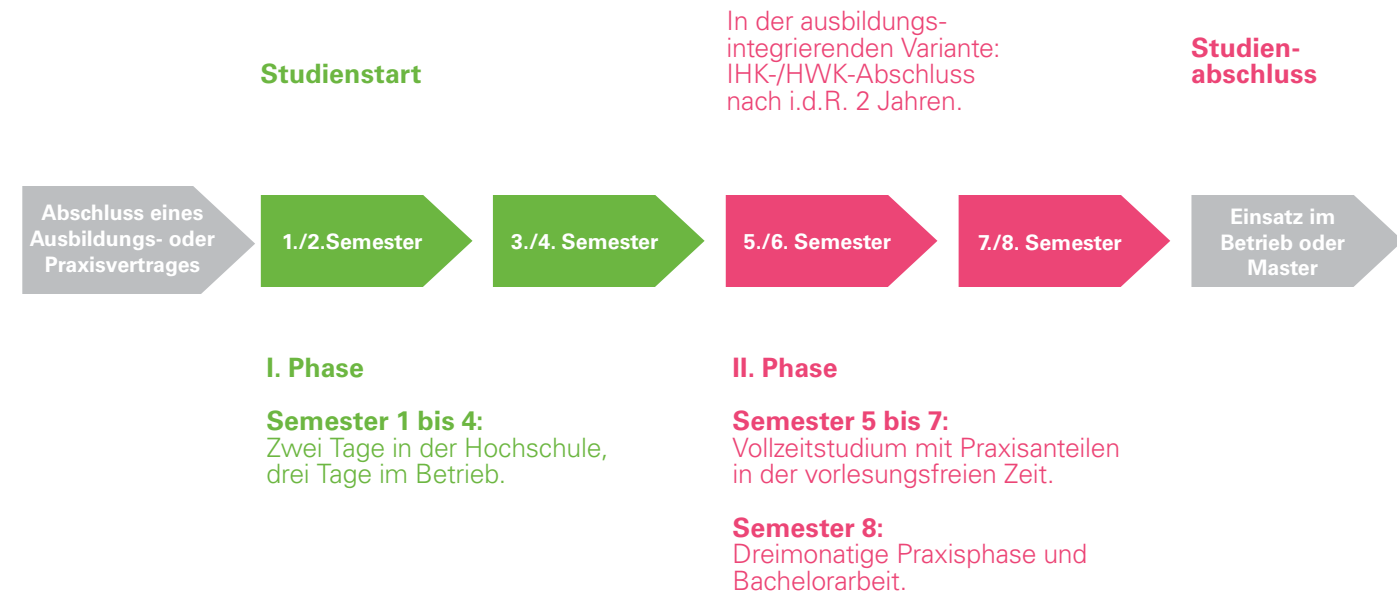 Studienstart
In der ausbildungs-
integrierenden Variante:
IHK-/HWK-Abschluss
nach i.d.R. 2 Jahren.
Studien-
abschluss
Abschluss eines
Ausbildungs- oder
Praxisvertrages
1./2.Semester
3./4. Semester
5./6. Semester
7./8. Semester
Einsatz im
Betrieb oder
Master
I. Phase
Semester 1 bis 4:
Zwei Tage in der Hochschule,
drei Tage im Betrieb.
II. Phase
Semester 5 bis 7:
Vollzeitstudium mit Praxisanteilen
in der vorlesungsfreien Zeit.
Semester 8:
Dreimonatige Praxisphase und
Bachelorarbeit.